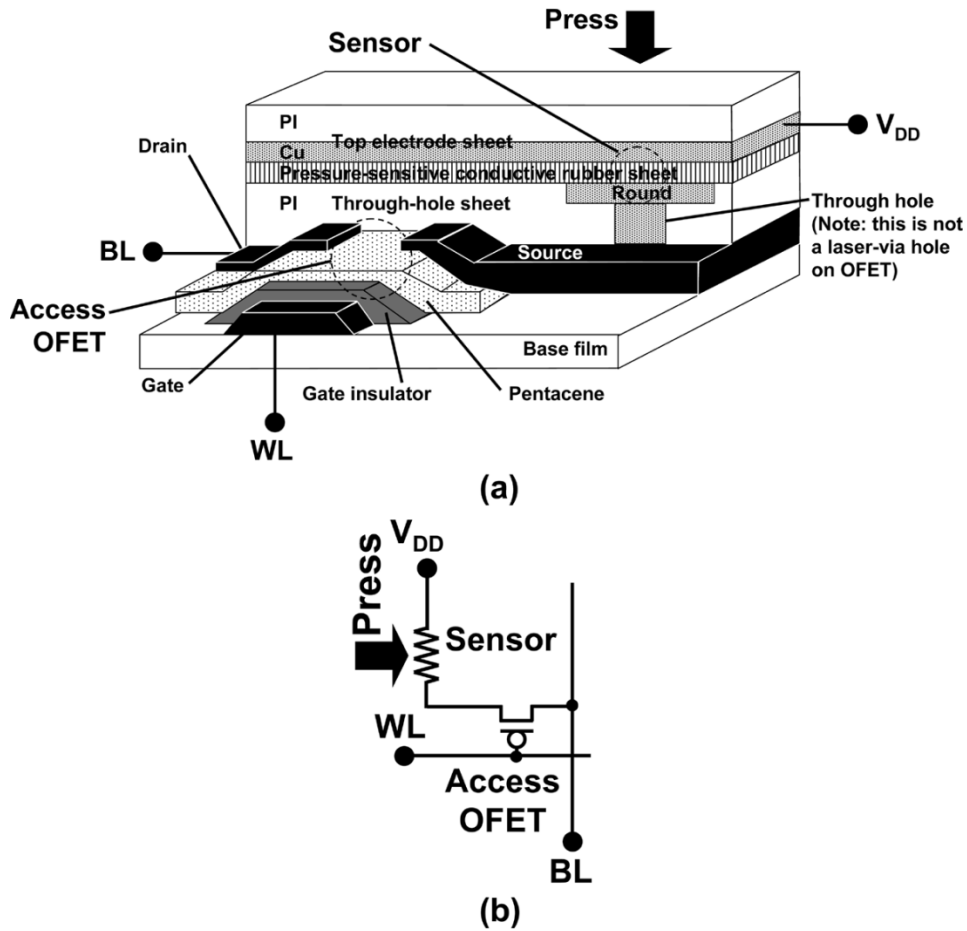 Press
Sensor
PI
Top electrode sheet
Cu
Pressure-sensitive conductive rubber sheet
V_DD
Drain
Round
PI
Through-hole sheet
Through hole
(Note: this is not
a laser-via hole
on OFET)
BL
Source
Access
OFET
Base film
Gate
Gate insulator
Pentacene
WL
(a)
V_DD
Press
Sensor
WL
Access
OFET
BL
(b)